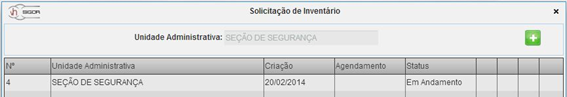 SIGOR Solicitação de Inventário
Unidade Administrativa: SEÇÃO DE SEGURANÇA
Nº Unidade Administrativa Criação Agendamento Status
4 SEÇÃO DE SEGURANÇA 20/02/2014 Em Andamento